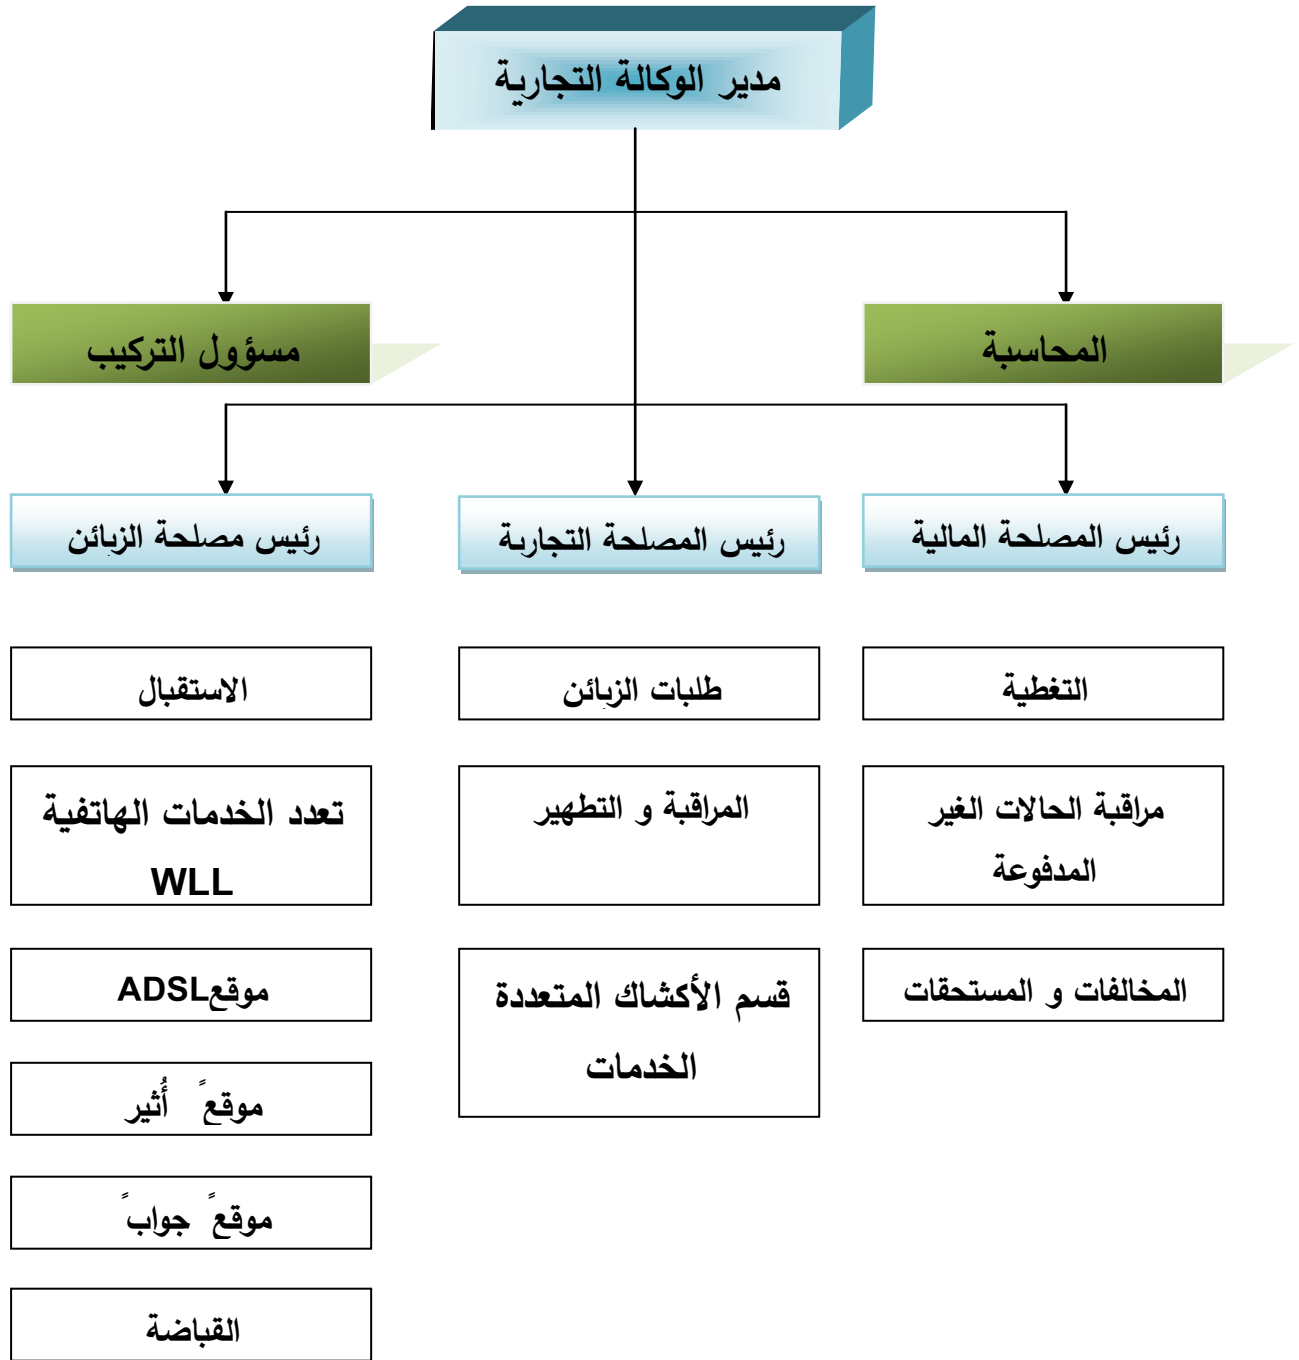 مدير الوكالة التجارية
المحاسبة
مسؤول التركيب
رئيس المصلحة المالية
رئيس المصلحة التجارية
رئيس مصلحة الزبائن
التغطية
طلبات الزبائن
الاستقبال
مراقبة الحالات الغير
المدفوعة
المراقبة و التطهير
تعدد الخدمات الهاتفية
WLL
المخالفات و المستحقات
قسم الأكشاك المتعددة
الخدمات
موقعADSL
موقع ً أُثير
موقع ً جواب ً
القباضة